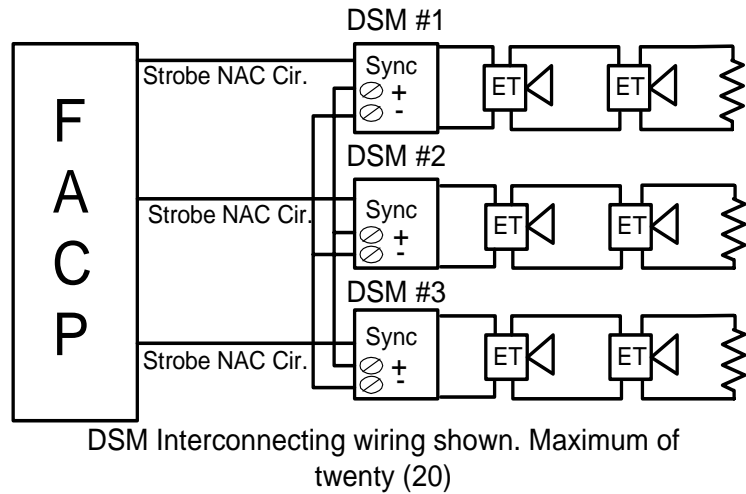 DSM #1
F
A
C
P
Strobe NAC Cir.
Sync
+
-
ET
ET
DSM #2
Strobe NAC Cir.
Sync
+
-
ET
ET
DSM #3
Strobe NAC Cir.
Sync
+
-
ET
ET
DSM Interconnecting wiring shown. Maximum of
twenty (20)